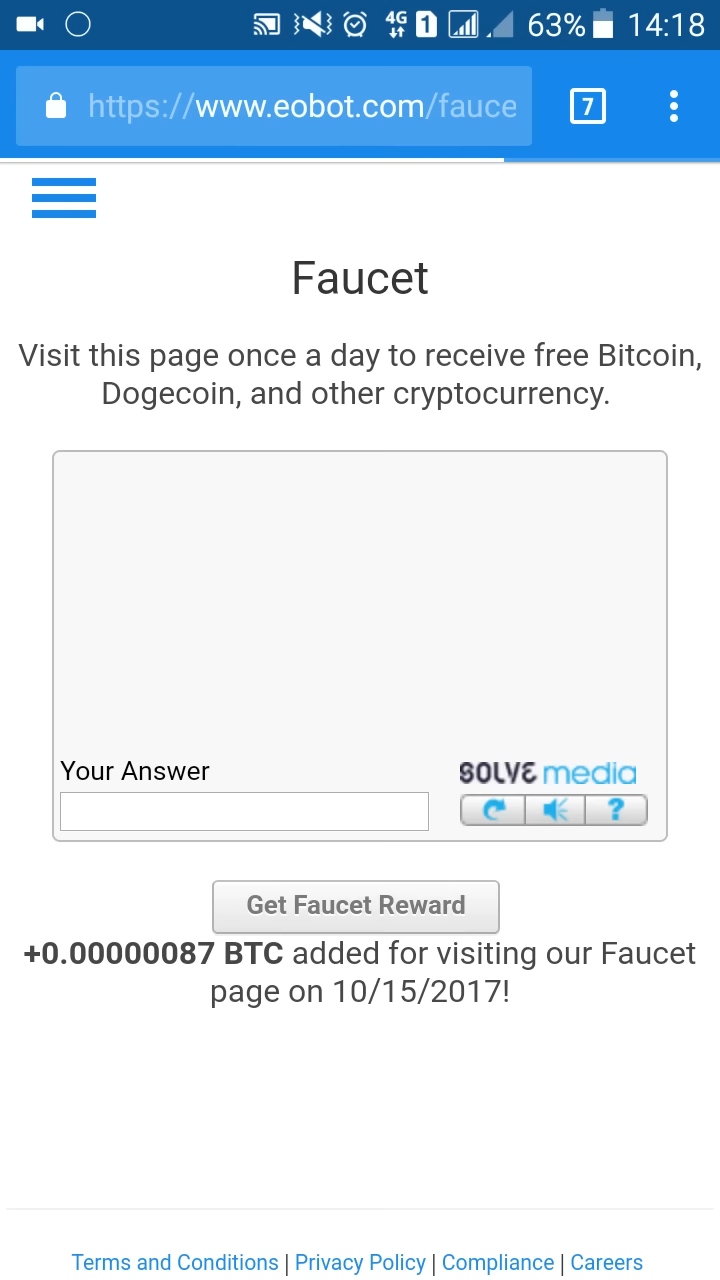 4G 1 63% 14:18
https://www.eobot.com/fauce 7
Faucet
Visit this page once a day to receive free Bitcoin,
Dogecoin, and other cryptocurrency.
Your Answer
SOLVE media
?
Get Faucet Reward
+0.00000087 BTC added for visiting our Faucet
page on 10/15/2017!
Terms and Conditions | Privacy Policy | Compliance | Careers